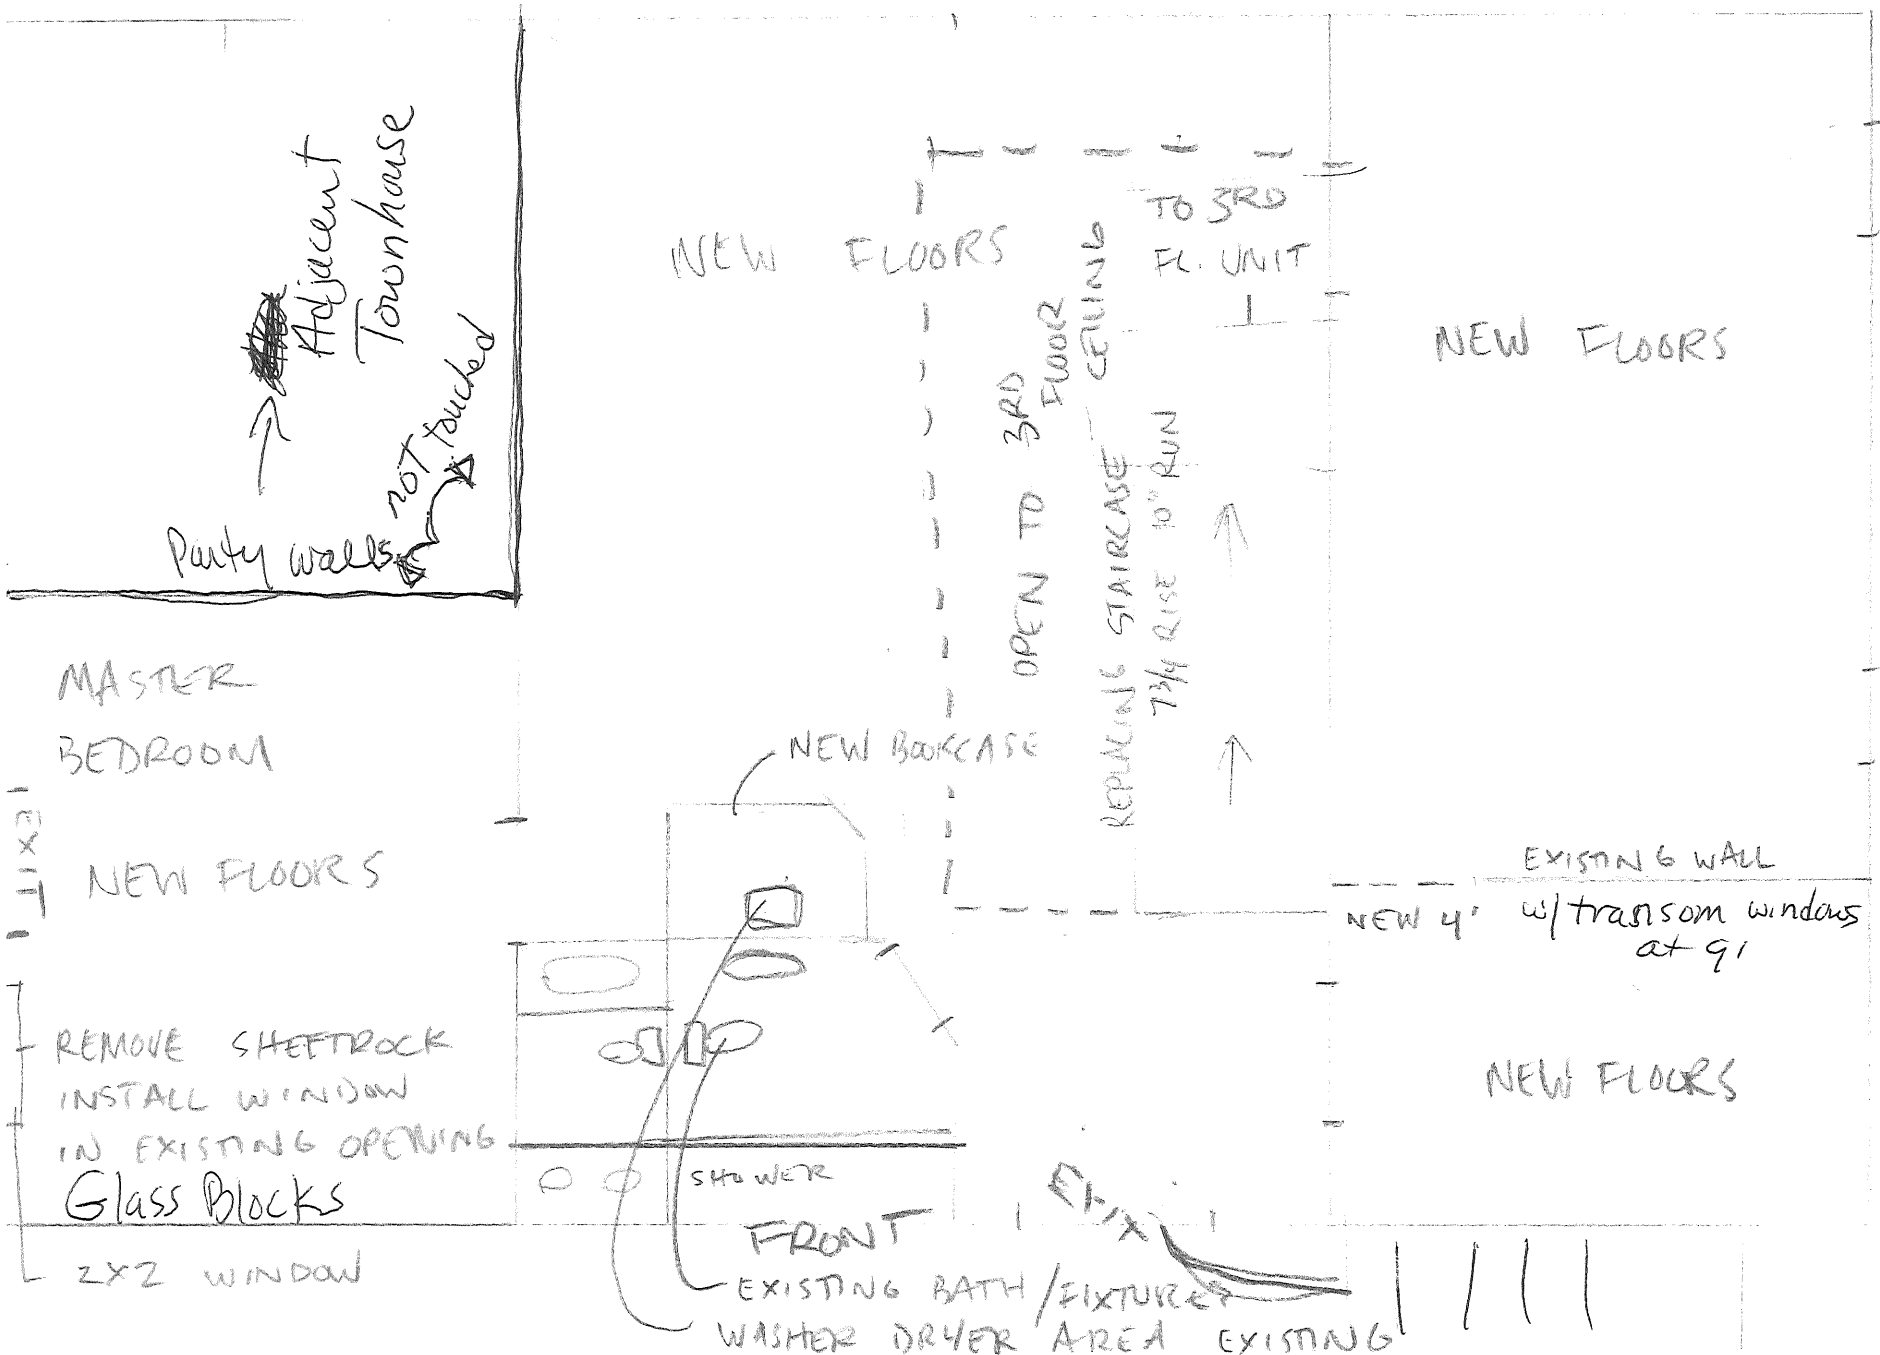 Adjacent
Townhouse
Party walls
not touched
MASTER
BEDROOM
EXIT
NEW FLOORS
REMOVE SHEETROCK
INSTALL WINDOW
IN EXISTING OPENING
Glass Blocks
2X2 WINDOW
NEW FLOORS
NEW BOOKCASE
SHOWER
FRONT
EXISTING BATH/FIXTURES
WASHER DRYER AREA EXISTING
OPEN TO 3RD
FLOOR
CEILING
REPLACING STAIRCASE
7 3/4 RISE 10" RUN
TO 3RD
FL. UNIT
NEW FLOORS
EXISTING WALL
NEW 4' w/ transom windows
at 9'
NEW FLOORS